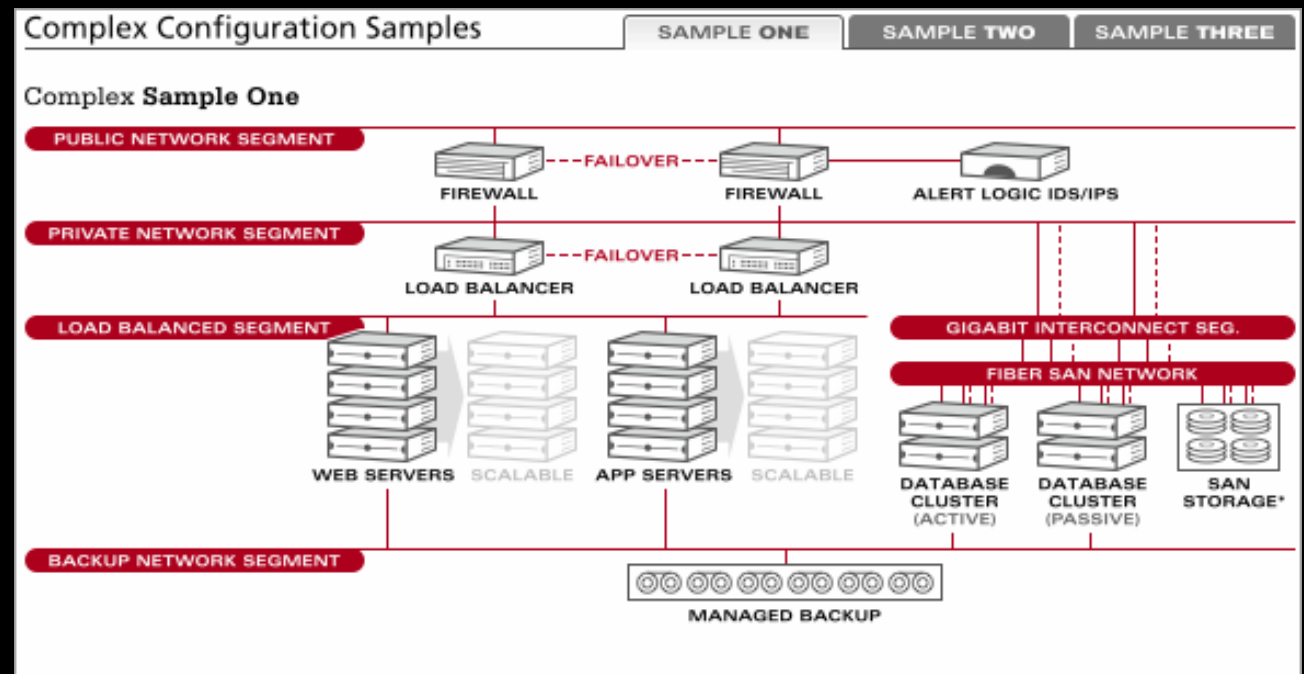 Complex Configuration Samples
SAMPLE ONE
SAMPLE TWO
SAMPLE THREE
Complex Sample One
PUBLIC NETWORK SEGMENT
FAILOVER
FIREWALL
FIREWALL
ALERT LOGIC IDS/IPS
PRIVATE NETWORK SEGMENT
FAILOVER
LOAD BALANCER
LOAD BALANCER
LOAD BALANCED SEGMENT
GIGABIT INTERCONNECT SEG.
FIBER SAN NETWORK
WEB SERVERS
SCALABLE
APP SERVERS
SCALABLE
DATABASE
CLUSTER
(ACTIVE)
DATABASE
CLUSTER
(PASSIVE)
SAN
STORAGE*
BACKUP NETWORK SEGMENT
MANAGED BACKUP